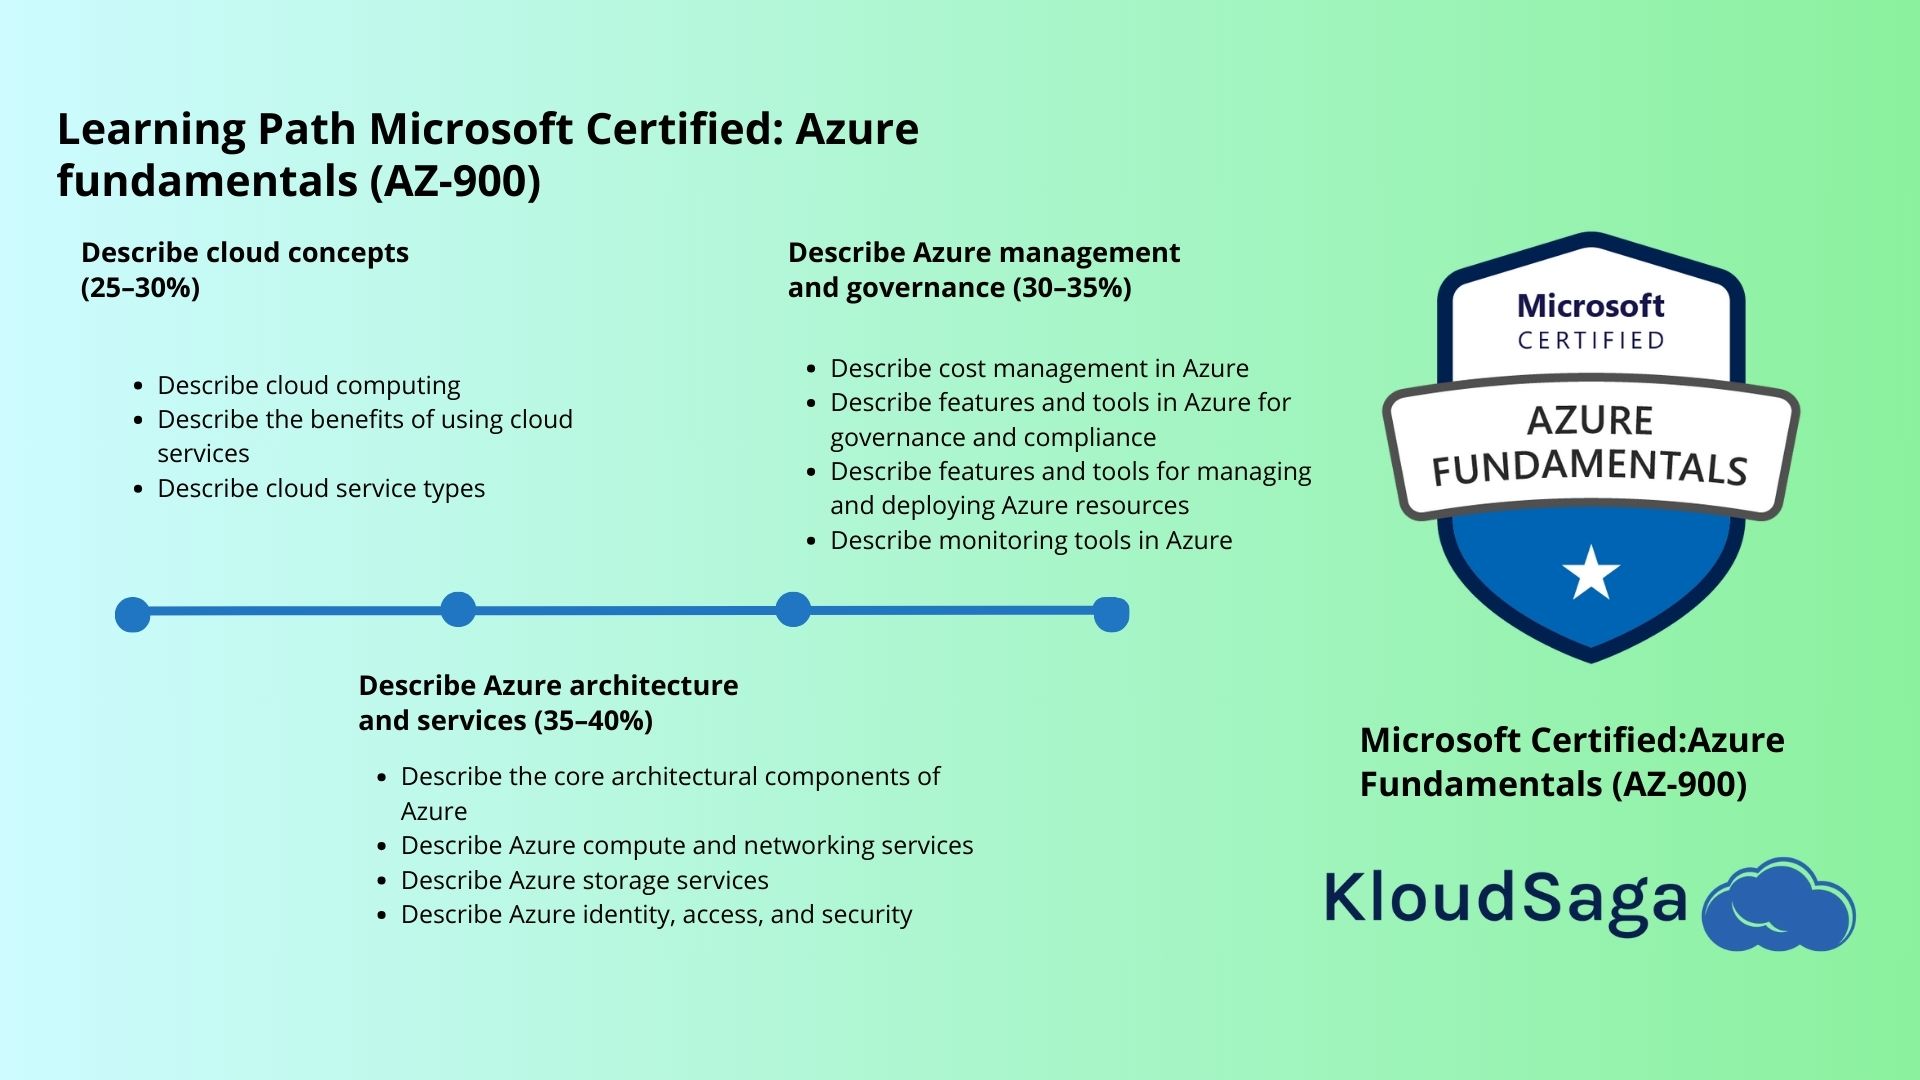 Learning Path Microsoft Certified: Azure
fundamentals (AZ-900)
Describe cloud concepts
(25–30%)
• Describe cloud computing
• Describe the benefits of using cloud
services
• Describe cloud service types
Describe Azure management
and governance (30–35%)
• Describe cost management in Azure
• Describe features and tools in Azure for
governance and compliance
• Describe features and tools for managing
and deploying Azure resources
• Describe monitoring tools in Azure
Describe Azure architecture
and services (35–40%)
• Describe the core architectural components of
Azure
• Describe Azure compute and networking services
• Describe Azure storage services
• Describe Azure identity, access, and security
Microsoft
CERTIFIED
AZURE
FUNDAMENTALS
Microsoft Certified:Azure
Fundamentals (AZ-900)
KloudSaga